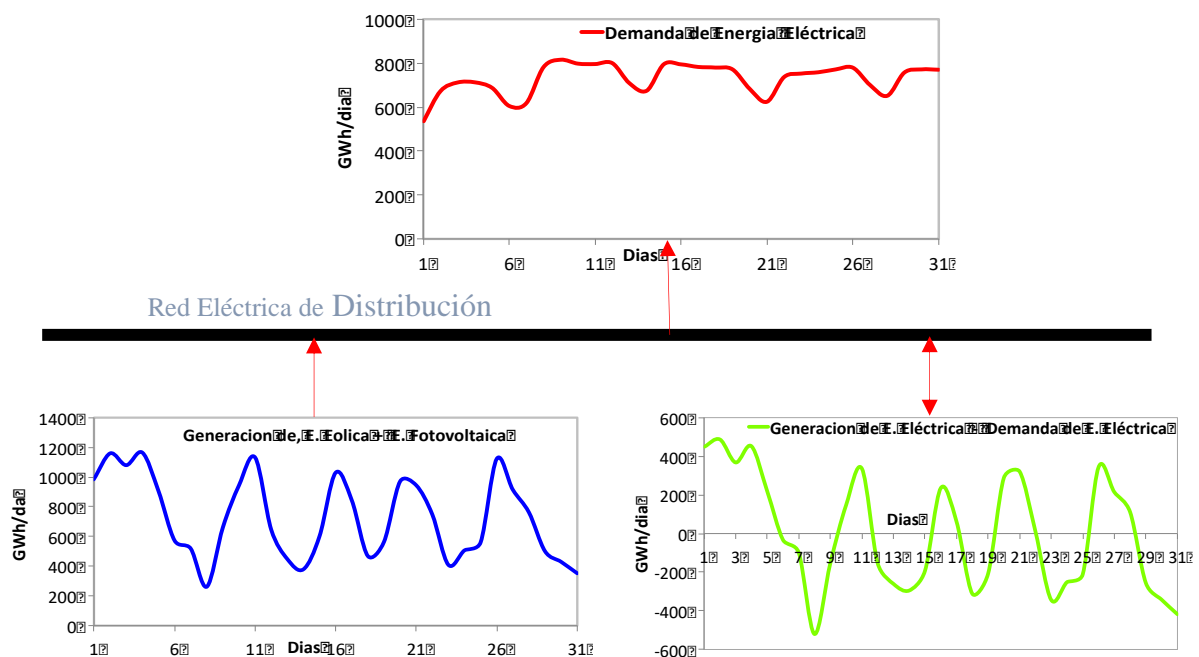 1000
Demanda de Energia Eléctrica
800
600
400
200
0
GWh/dia
1 6 11 16 21 26 31
Dias
Red Eléctrica de Distribución
1400
1200
1000
800
600
400
200
0
Generacion de, E. Eolica + E. Fotovoltaica
GWh/da
1 6 11 16 21 26 31
Dias
600
400
200
0
-200
-400
-600
Generacion de E. Eléctrica - Demanda de E. Eléctrica
GWh/dia
Dias
1 3 5 7 9 11 13 15 17 19 21 23 25 27 29 31